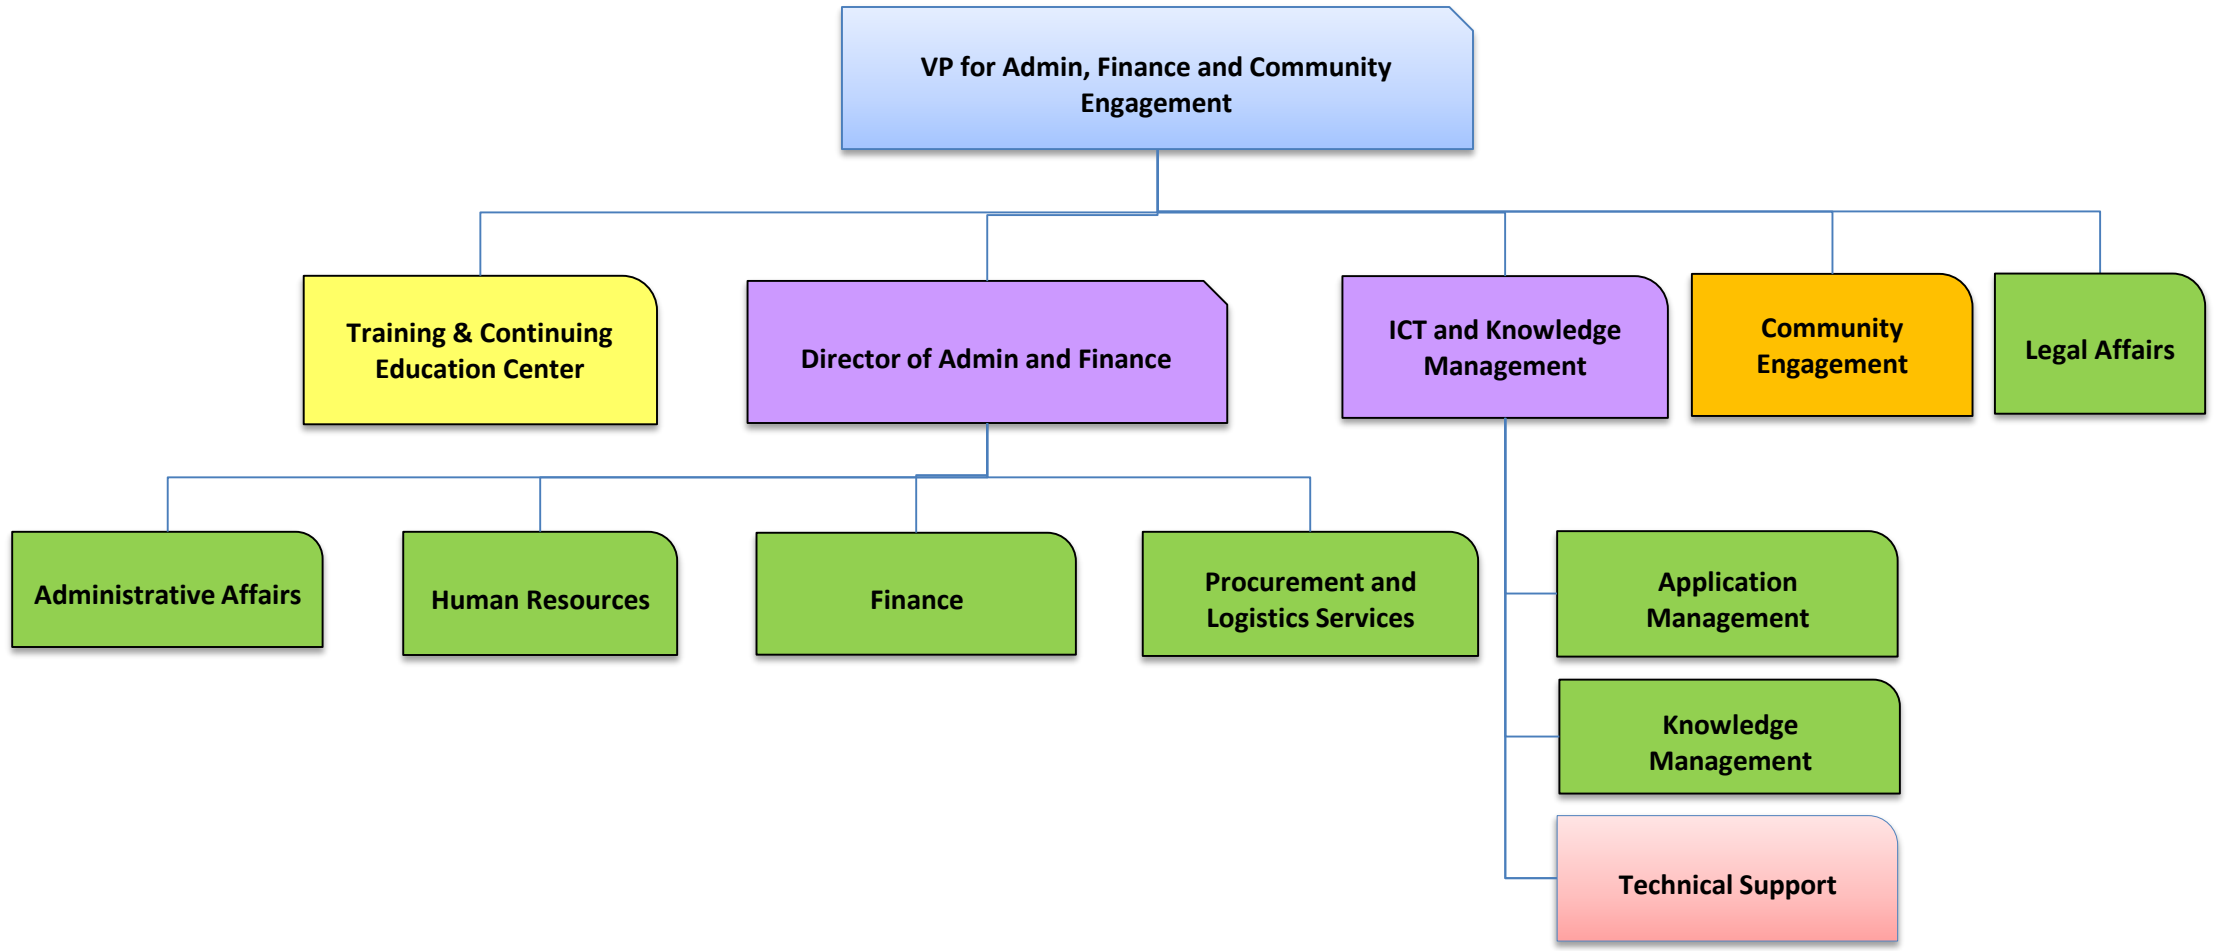 VP for Admin, Finance and Community
Engagement
Training & Continuing
Education Center
Director of Admin and Finance
ICT and Knowledge
Management
Community
Engagement
Legal Affairs
Administrative Affairs
Human Resources
Finance
Procurement and
Logistics Services
Application
Management
Knowledge
Management
Technical Support